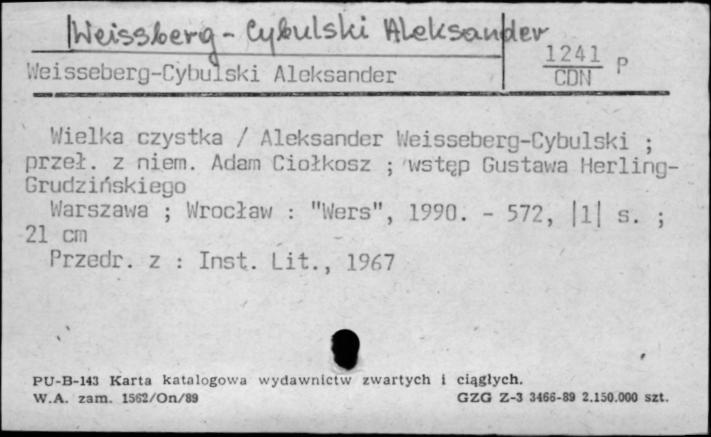 Weissberg - Cybulski Aleksander
Weisseberg-Cybulski Aleksander
1241 P
CDN
Wielka czystka / Aleksander Weisseberg-Cybulski ;
przeł. z niem. Adam Ciołkosz ; wstęp Gustawa Herling-
Grudzińskiego
Warszawa ; Wrocław : "Wers", 1990. - 572, |1| s. ;
21 cm
Przedr. z : Inst. Lit., 1967
PU-B-143 Karta katalogowa wydawnictw zwartych i ciągłych.
W.A. zam. 1562/On/89 GZG Z-3 3466-89 2.150.000 szt.